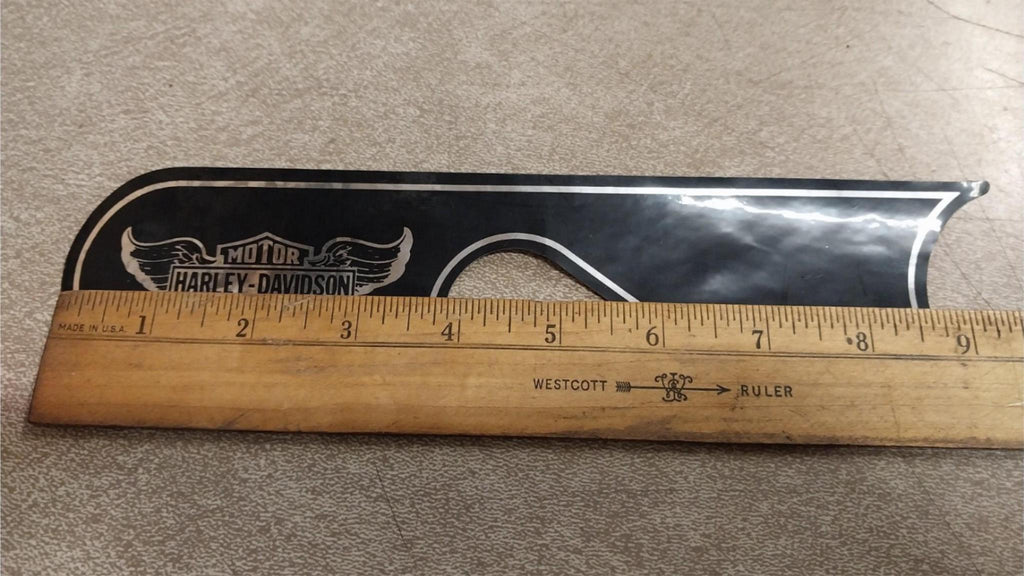 MOTOR
HARLEY-DAVIDSON
MADE IN U.S.A.
1 2 3 4 5 6 7 8 9
WESTCOTT RULER